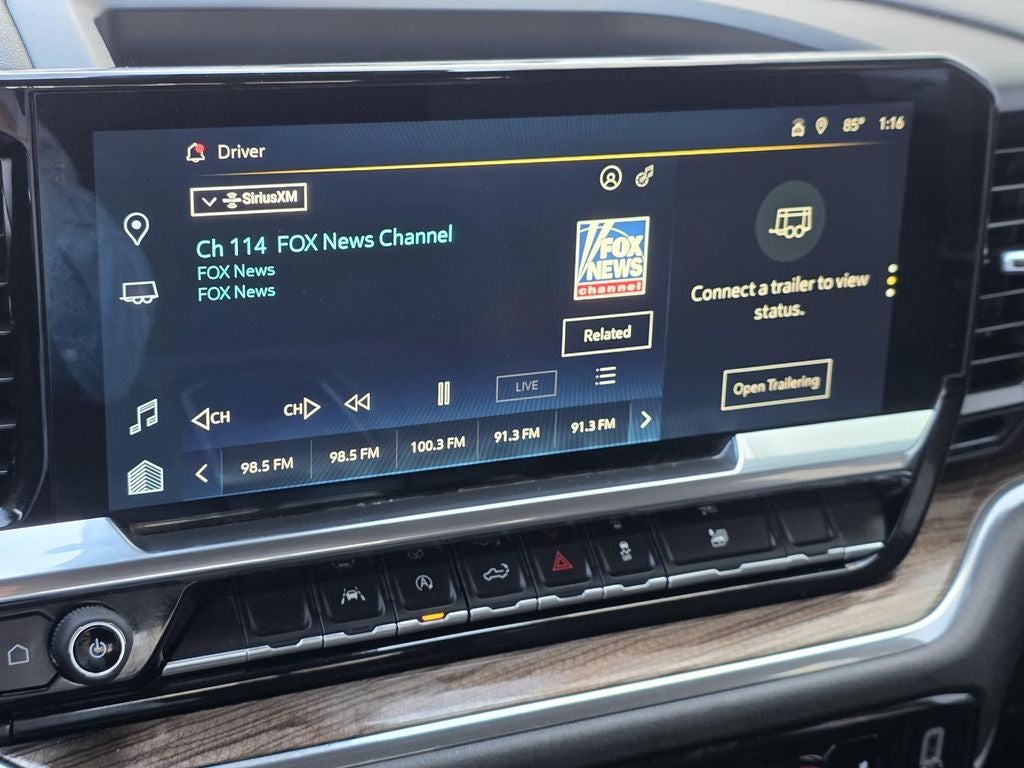 Driver
85° 1:16
SiriusXM
Ch 114 FOX News Channel
FOX News
FOX News
FOX
NEWS
channel
Related
Connect a trailer to view
status.
Open Trailering
CH
CH
LIVE
98.5 FM 98.5 FM 100.3 FM 91.3 FM 91.3 FM